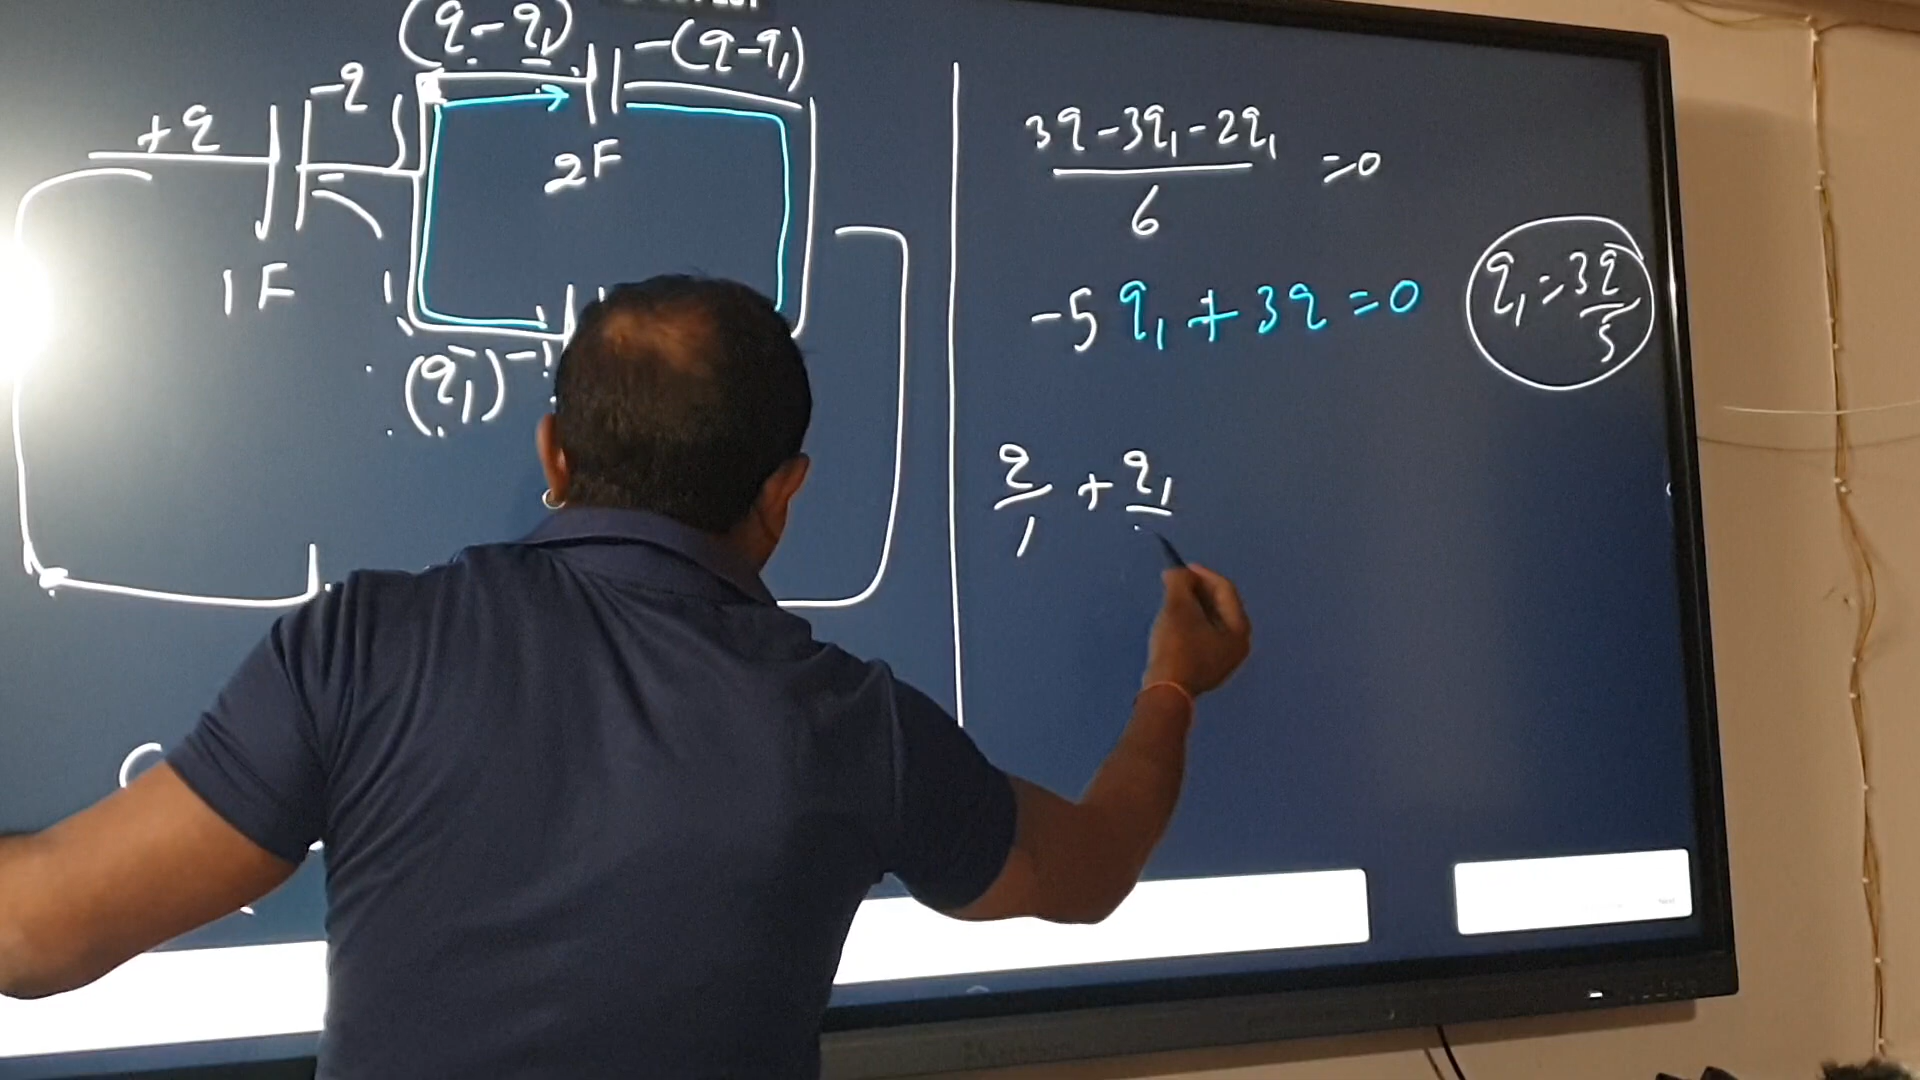 (q - q₁)
-(q-q₁)
+q
-q
2F
1F
(q₁)
3q-3q₁-2q₁
6
=0
-5q₁+3q=0
q₁=3q
5
q + q₁
1